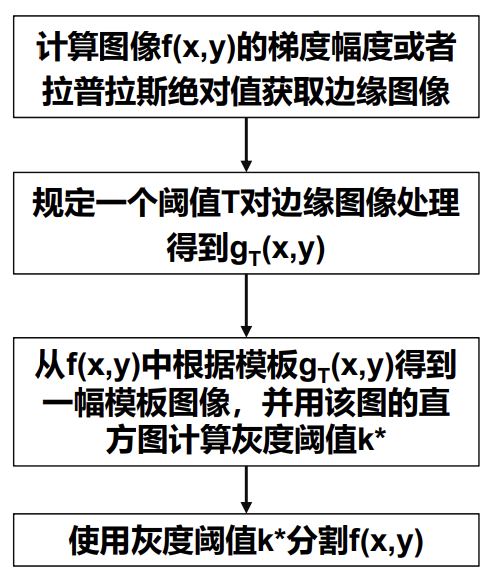 计算图像f(x,y)的梯度幅度或者
拉普拉斯绝对值获取边缘图像
规定一个阈值T对边缘图像处理
得到gT(x,y)
从f(x,y)中根据模板gT(x,y)得到
一幅模板图像，并用该图的直
方图计算灰度阈值k*
使用灰度阈值k*分割f(x,y)